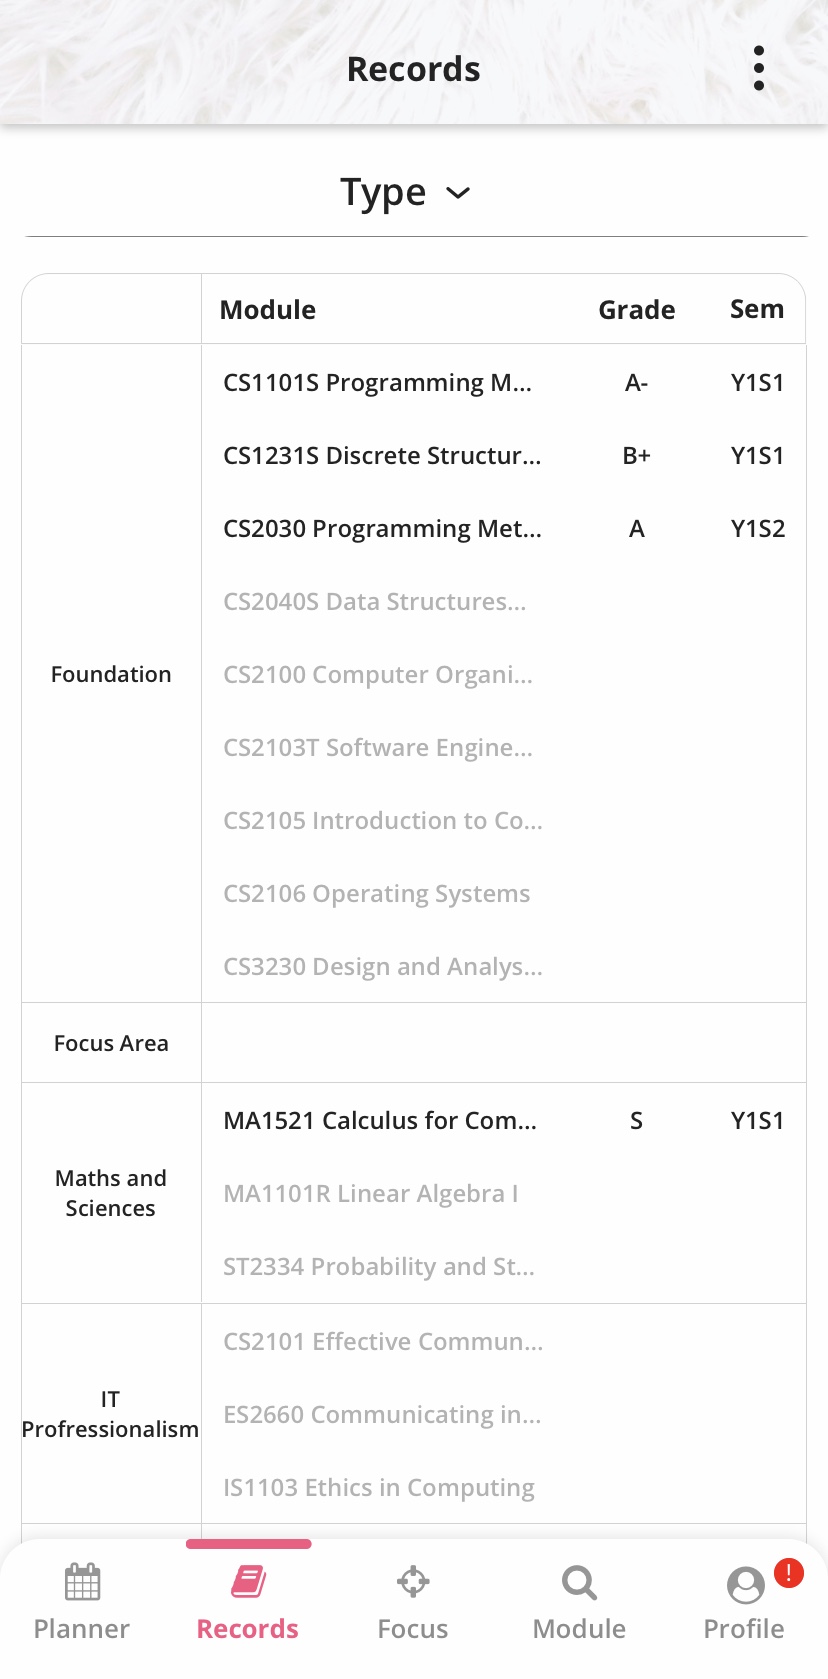 Records
Type
Module Grade Sem
CS1101S Programming M... A- Y1S1
CS1231S Discrete Structur... B+ Y1S1
CS2030 Programming Met... A Y1S2
CS2040S Data Structures...
Foundation CS2100 Computer Organi...
CS2103T Software Engine...
CS2105 Introduction to Co...
CS2106 Operating Systems
CS3230 Design and Analys...
Focus Area
MA1521 Calculus for Com... S Y1S1
Maths and
Sciences
MA1101R Linear Algebra I
ST2334 Probability and St...
CS2101 Effective Commun...
IT
Profressionalism
ES2660 Communicating in...
IS1103 Ethics in Computing
Planner Records Focus Module Profile !